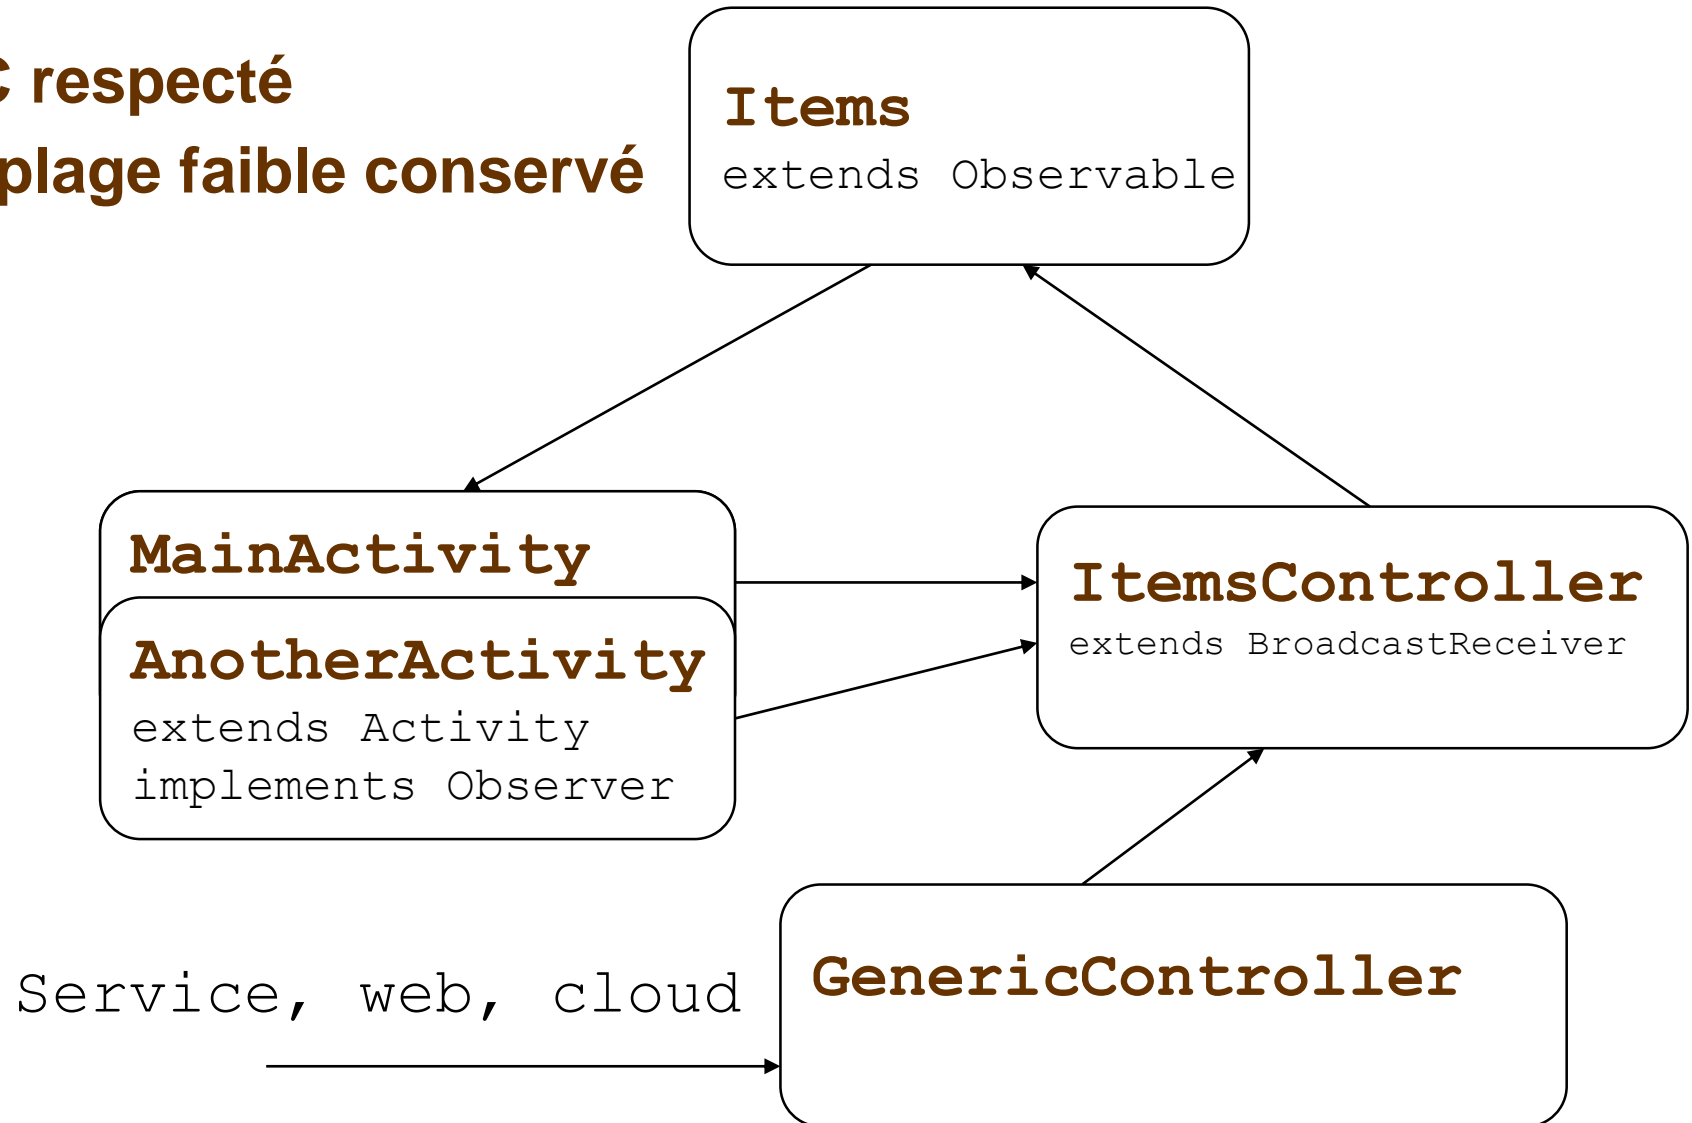 C respecté
plage faible conservé
Items
extends Observable
MainActivity
AnotherActivity
extends Activity
implements Observer
ItemsController
extends BroadcastReceiver
Service, web, cloud
GenericController